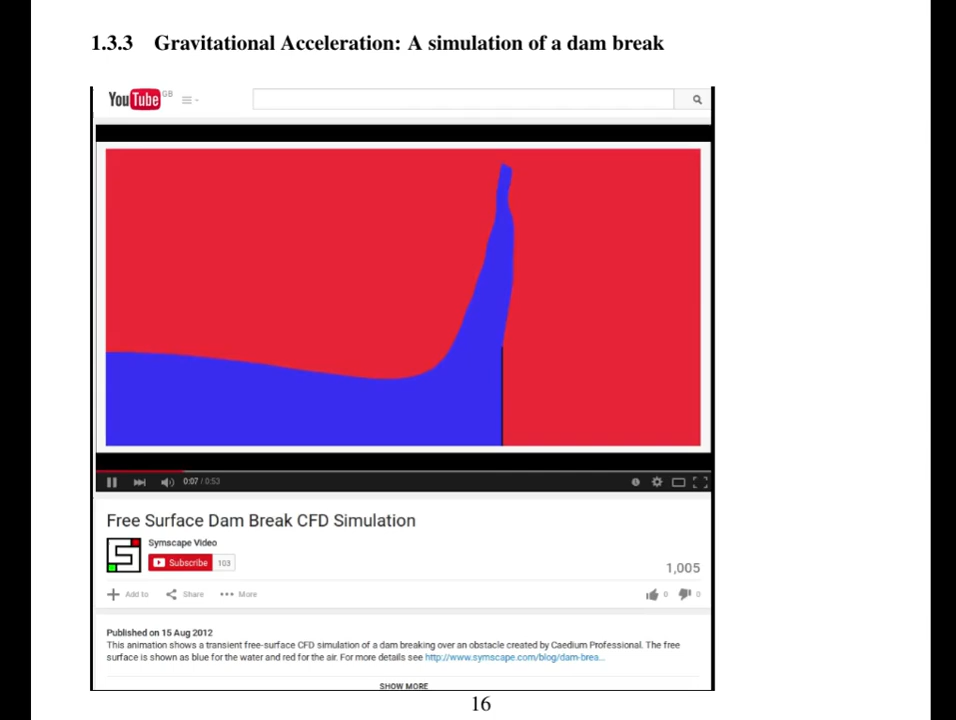 1.3.3 Gravitational Acceleration: A simulation of a dam break
YouTube GB
0:07 / 0:53
Free Surface Dam Break CFD Simulation
Symscape Video
Subscribe 103
1,005
Add to Share More 0 0
Published on 15 Aug 2012
This animation shows a transient free-surface CFD simulation of a dam breaking over an obstacle created by Caedium Professional. The free
surface is shown as blue for the water and red for the air. For more details see http://www.symscape.com/blog/dam-brea...
SHOW MORE
16